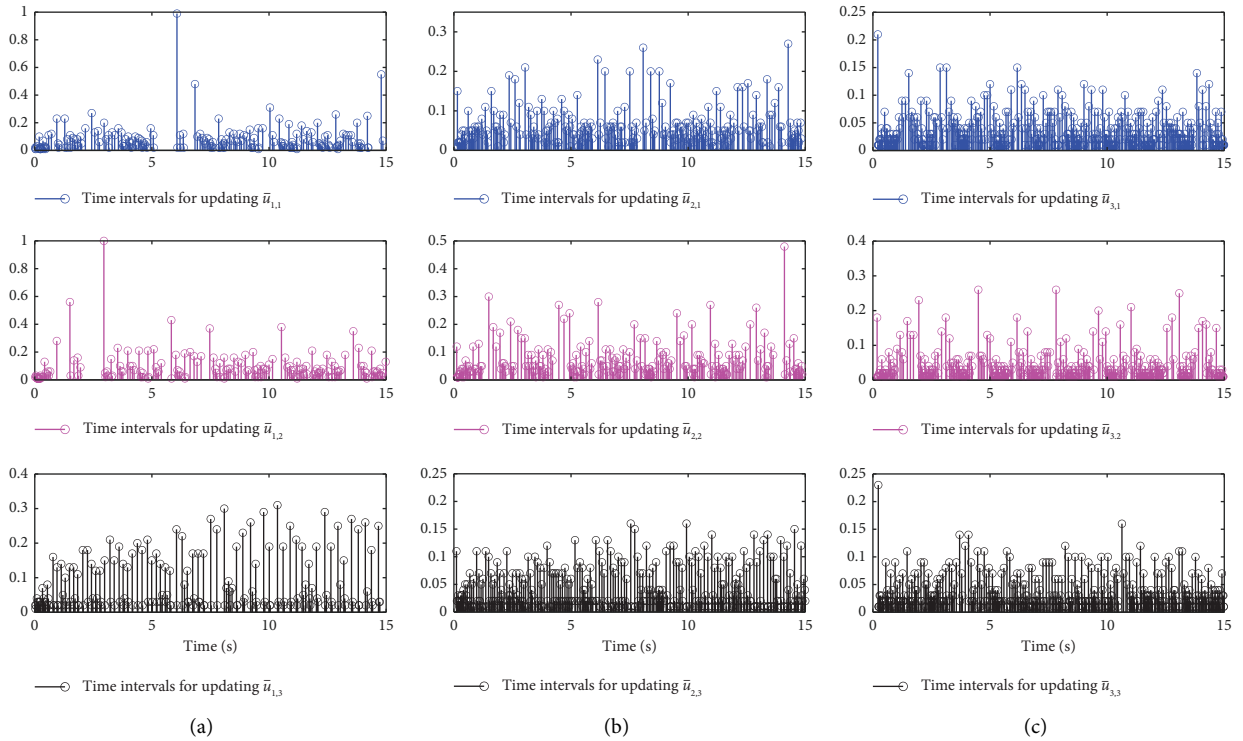 1
0.8
0.6
0.4
0.2
0
0 5 10 15
Time intervals for updating ū1,1
0.3
0.2
0.1
0
0 5 10 15
Time intervals for updating ū2,1
0.25
0.2
0.15
0.1
0.05
0
0 5 10 15
Time intervals for updating ū3,1
1
0.8
0.6
0.4
0.2
0
0 5 10 15
Time intervals for updating ū1,2
0.5
0.4
0.3
0.2
0.1
0
0 5 10 15
Time intervals for updating ū2,2
0.4
0.3
0.2
0.1
0
0 5 10 15
Time intervals for updating ū3.2
0.4
0.3
0.2
0.1
0
0 5 10 15
Time (s)
Time intervals for updating ū1,3
(a)
0.25
0.2
0.15
0.1
0.05
0
0 5 10 15
Time (s)
Time intervals for updating ū2,3
(b)
0.25
0.2
0.15
0.1
0.05
0
0 5 10 15
Time (s)
Time intervals for updating ū3,3
(c)